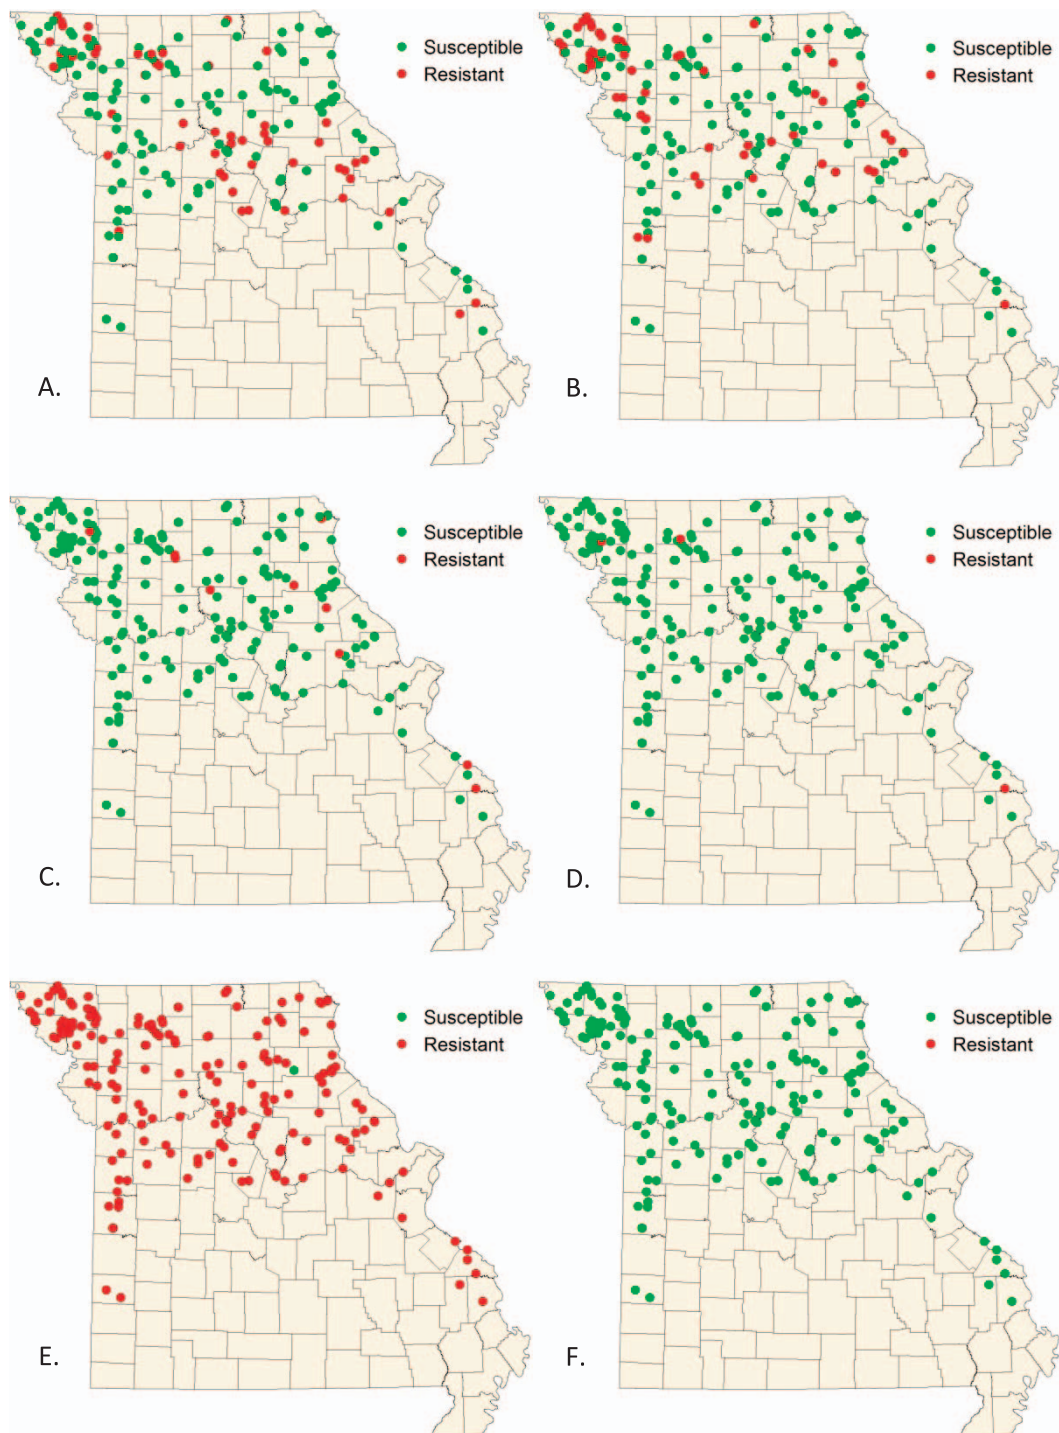 Susceptible
Resistant
A.
Susceptible
Resistant
B.
Susceptible
Resistant
C.
Susceptible
Resistant
D.
Susceptible
Resistant
E.
Susceptible
Resistant
F.